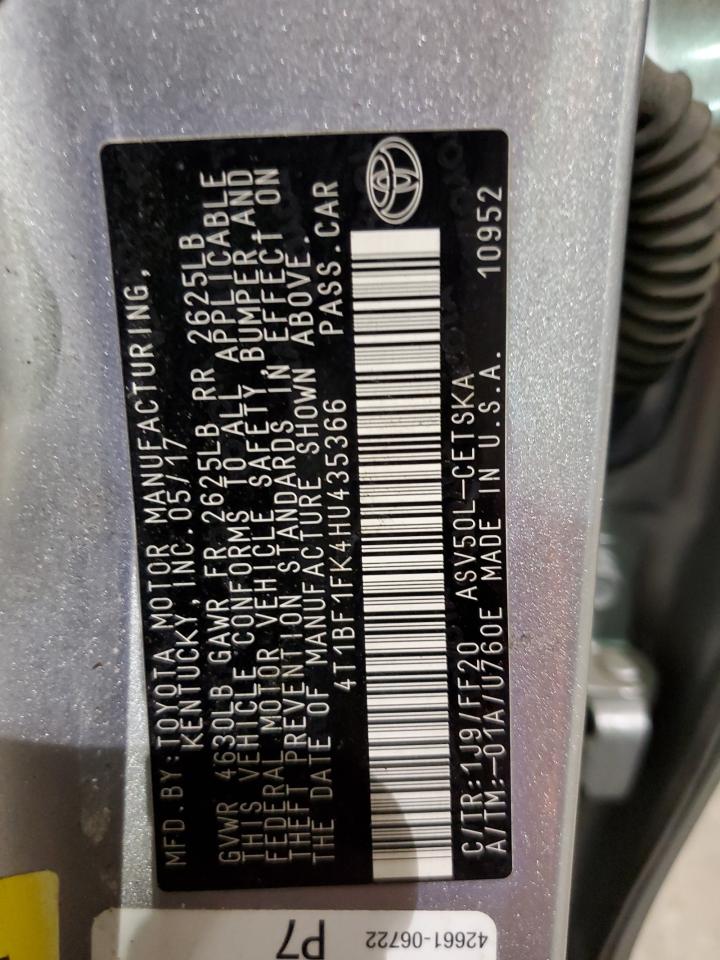 MFD. BY: TOYOTA MOTOR MANUFACTURING,
KENTUCKY, INC. 05/17
GVWR 4630LB GAWR FR 2625LB RR 2625LB
THIS VEHICLE CONFORMS TO ALL APPLICABLE
FEDERAL MOTOR VEHICLE SAFETY, BUMPER, AND
THEFT PREVENTION STANDARDS IN EFFECT ON
THE DATE OF MANUFACTURE SHOWN ABOVE.
4T1BF1FK4HU435366 PASS. CAR
C/TR: 1J9/FF20 ASV50L-CETSKA 10952
A/TM: -01A/U760E MADE IN U.S.A.
P7
42661-06722